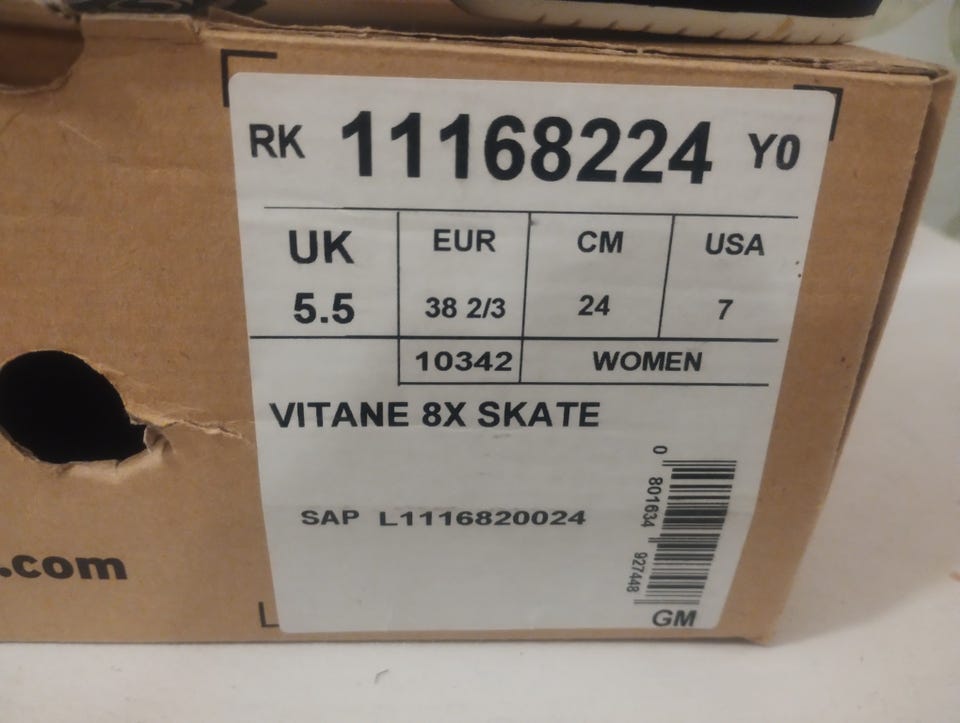 RK 11168224 Y0
UK EUR CM USA
5.5 38 2/3 24 7
10342 WOMEN
VITANE 8X SKATE
SAP L1116820024
0 801634 927448
GM
.com